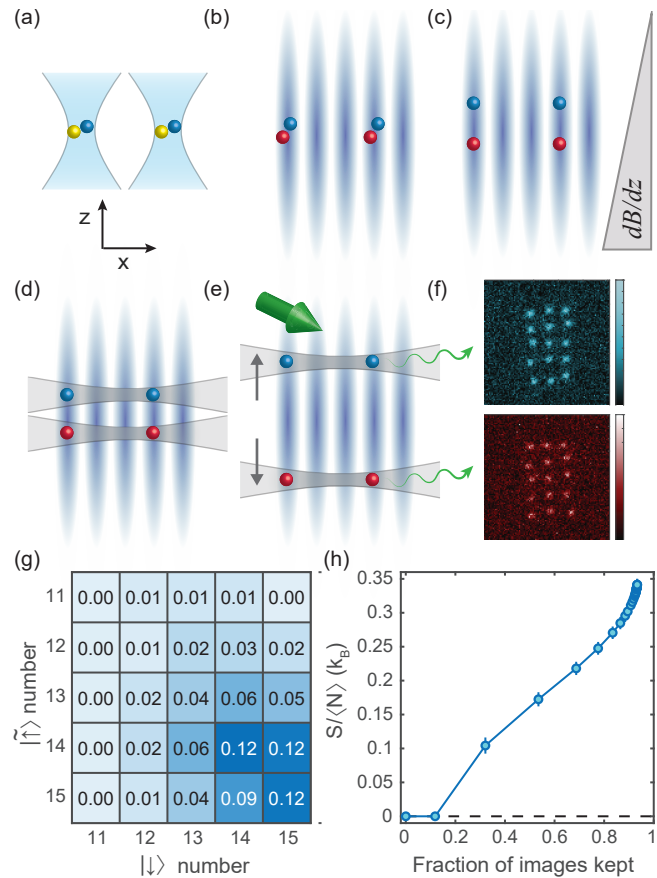 (a)
(b)
(c)
z
x
dB/dz
(d)
(e)
(f)
(g)
11 0.00 0.01 0.01 0.01 0.00
12 0.00 0.01 0.02 0.03 0.02
13 0.00 0.02 0.04 0.06 0.05
14 0.00 0.02 0.06 0.12 0.12
15 0.00 0.01 0.04 0.09 0.12
11 12 13 14 15
|↑̃⟩ number
|↓⟩ number
(h)
0.35
0.3
0.25
0.2
0.15
0.1
0.05
0
0 0.2 0.4 0.6 0.8 1
S/⟨N⟩ (k_B)
Fraction of images kept